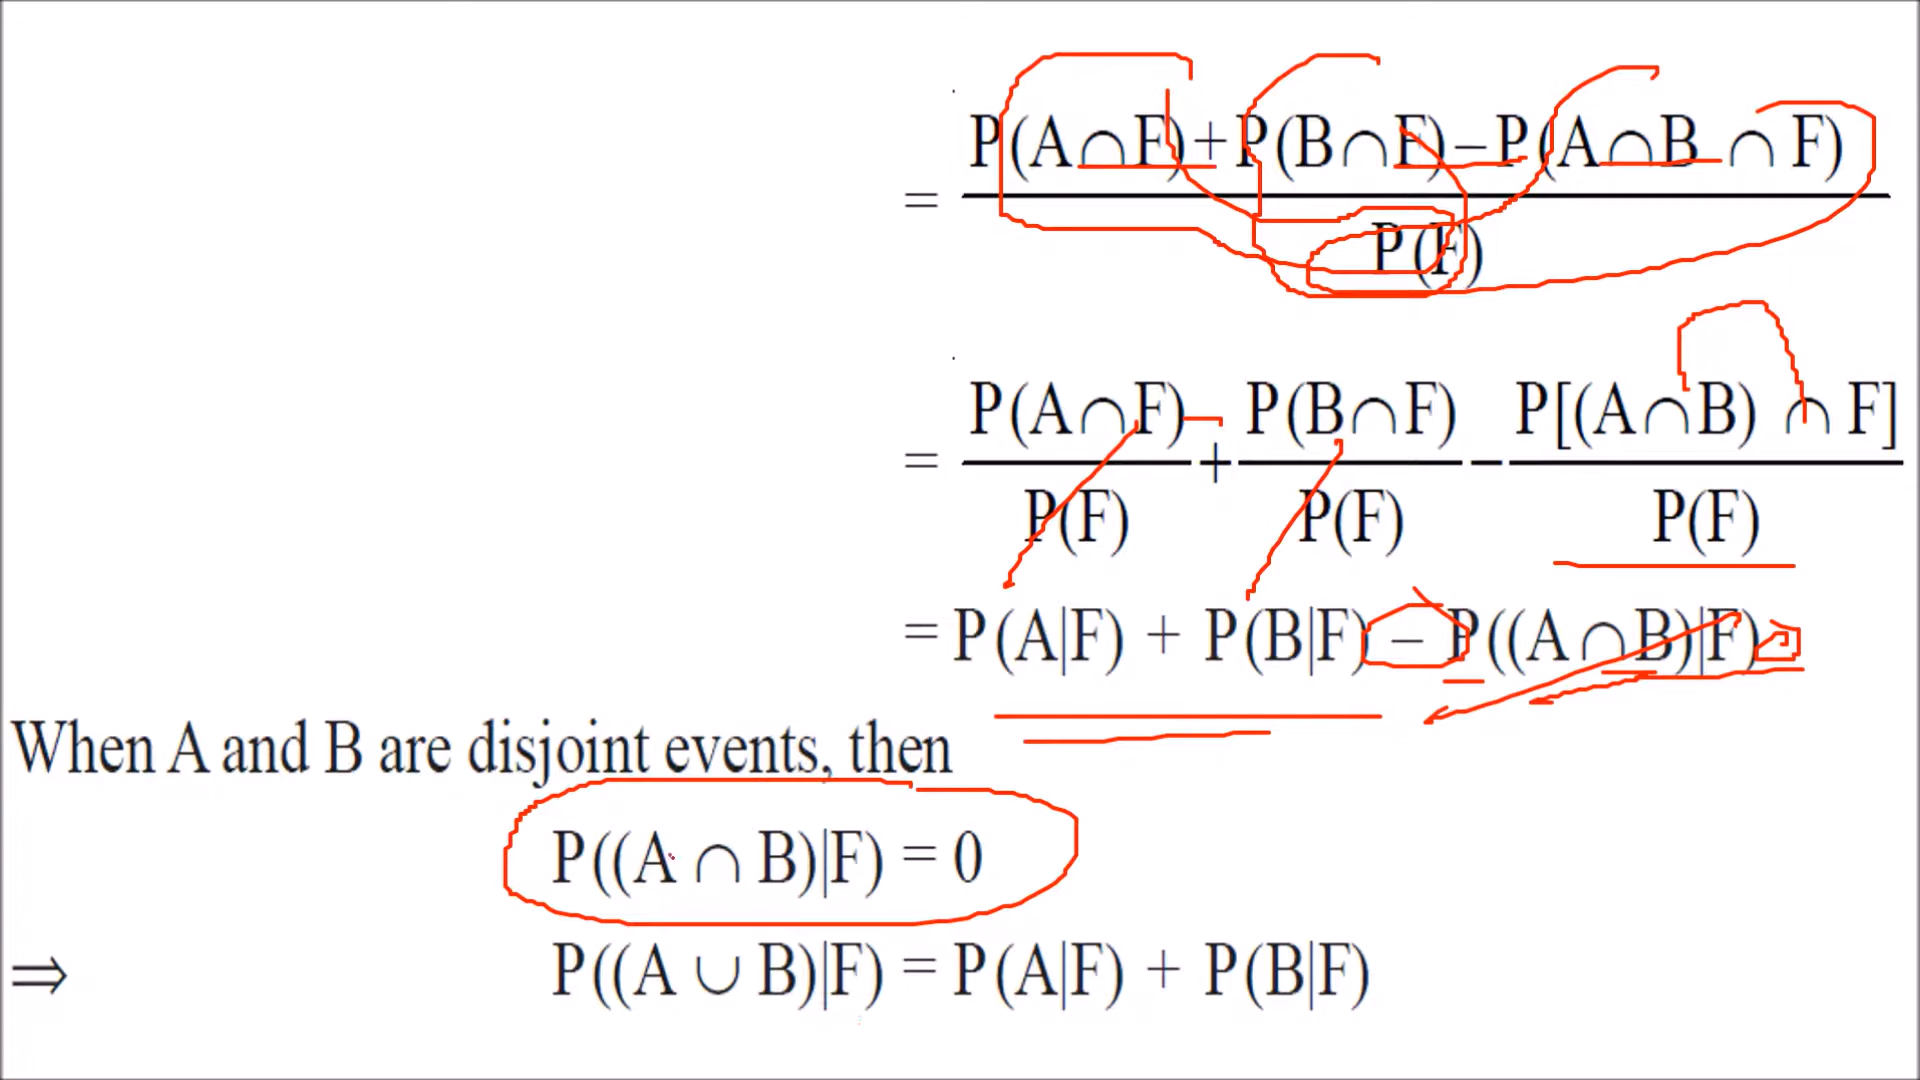 = P(A∩F)+P(B∩F)−P(A∩B ∩ F)
P(F)
= P(A∩F) + P(B∩F) − P[(A∩B) ∩ F]
P(F) P(F) P(F)
= P(A|F) + P(B|F) − P((A∩B)|F)
When A and B are disjoint events, then
P((A ∩ B)|F) = 0
⇒ P((A ∪ B)|F) = P(A|F) + P(B|F)